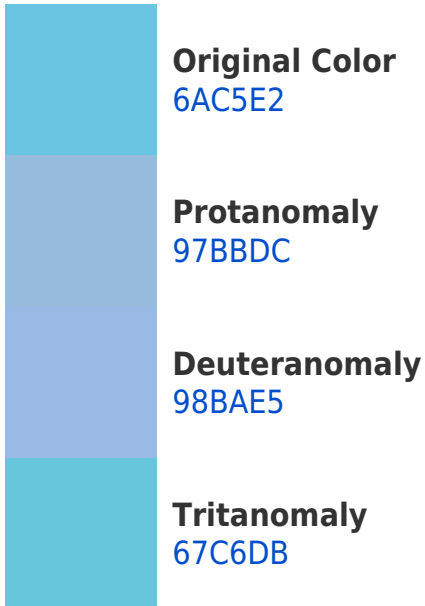 Original Color
6AC5E2
Protanomaly
97BBDC
Deuteranomaly
98BAE5
Tritanomaly
67C6DB